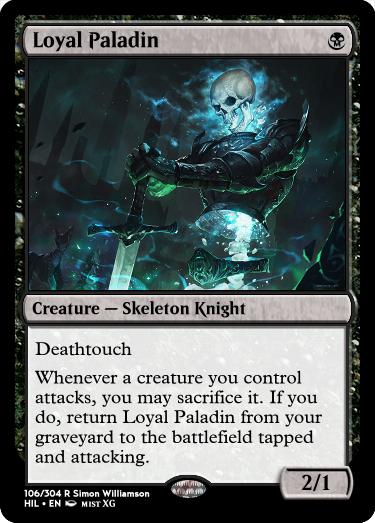 Loyal Paladin
Creature — Skeleton Knight
Deathtouch
Whenever a creature you control
attacks, you may sacrifice it. If you
do, return Loyal Paladin from your
graveyard to the battlefield tapped
and attacking.
2/1
106/304 R Simon Williamson
HIL • EN MIST XG